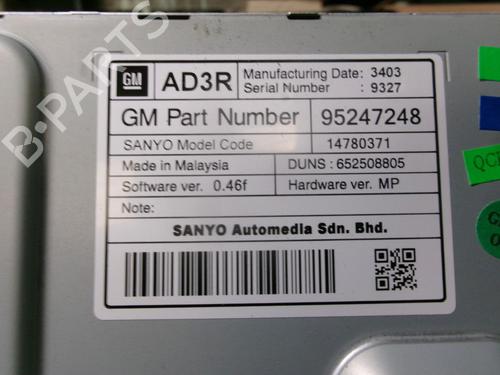 B-PARTS
GM AD3R Manufacturing Date: 3403
Serial Number : 9327
GM Part Number 95247248
SANYO Model Code 14780371
Made in Malaysia DUNS : 652508805
Software ver. 0.46f Hardware ver. MP
Note:
SANYO Automedia Sdn. Bhd.